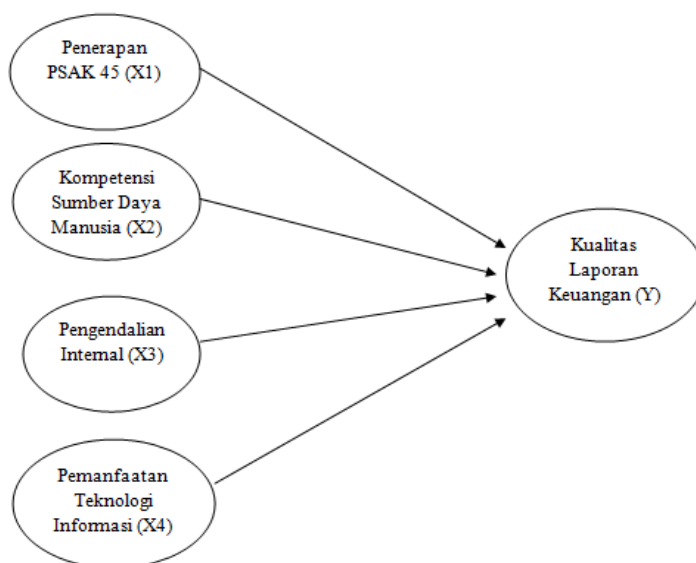 Penerapan
PSAK 45 (X1)
Kompetensi
Sumber Daya
Manusia (X2)
Kualitas
Laporan
Keuangan (Y)
Pengendalian
Internal (X3)
Pemanfaatan
Teknologi
Informasi (X4)